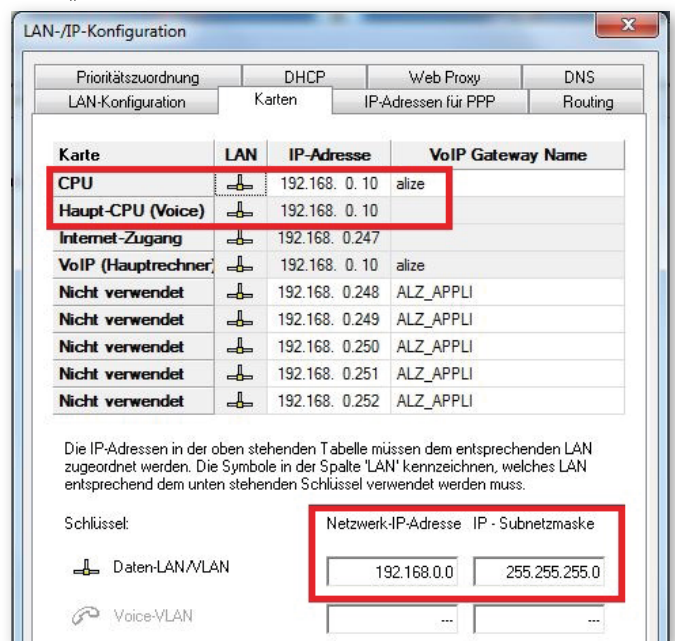 LAN-/IP-Konfiguration
Prioritätszuordnung DHCP Web Proxy DNS
LAN-Konfiguration Karten IP-Adressen für PPP Routing
Karte LAN IP-Adresse VoIP Gateway Name
CPU 192.168. 0. 10 alize
Haupt-CPU (Voice) 192.168. 0. 10
Internet-Zugang 192.168. 0.247
VoIP (Hauptrechner) 192.168. 0. 10 alize
Nicht verwendet 192.168. 0.248 ALZ_APPLI
Nicht verwendet 192.168. 0.249 ALZ_APPLI
Nicht verwendet 192.168. 0.250 ALZ_APPLI
Nicht verwendet 192.168. 0.251 ALZ_APPLI
Nicht verwendet 192.168. 0.252 ALZ_APPLI
Die IP-Adressen in der oben stehenden Tabelle müssen dem entsprechenden LAN
zugeordnet werden. Die Symbole in der Spalte 'LAN' kennzeichnen, welches LAN
entsprechend dem unten stehenden Schlüssel verwendet werden muss.
Schlüssel: Netzwerk-IP-Adresse IP - Subnetzmaske
Daten-LAN/VLAN 192.168.0.0 255.255.255.0
Voice-VLAN --- ---